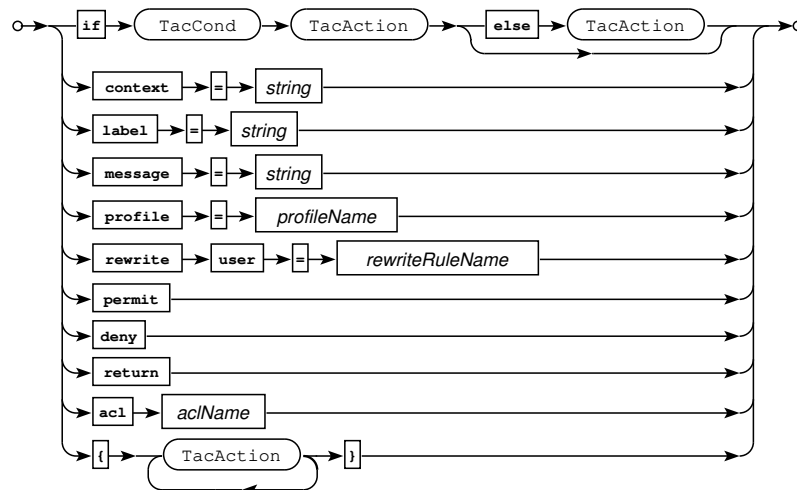 if TacCond TacAction else TacAction
context = string
label = string
message = string
profile = profileName
rewrite user = rewriteRuleName
permit
deny
return
acl aclName
{ TacAction }